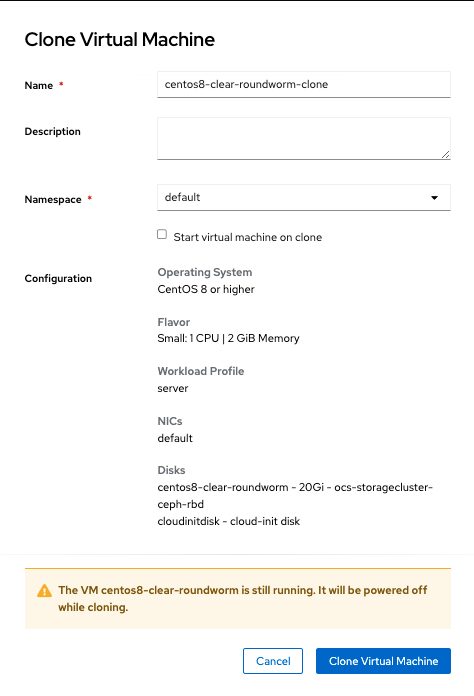 Clone Virtual Machine
Name *
centos8-clear-roundworm-clone
Description
Namespace *
default
Start virtual machine on clone
Configuration
Operating System
CentOS 8 or higher
Flavor
Small: 1 CPU | 2 GiB Memory
Workload Profile
server
NICs
default
Disks
centos8-clear-roundworm - 20Gi - ocs-storagecluster-
ceph-rbd
cloudinitdisk - cloud-init disk
The VM centos8-clear-roundworm is still running. It will be powered off
while cloning.
Cancel
Clone Virtual Machine